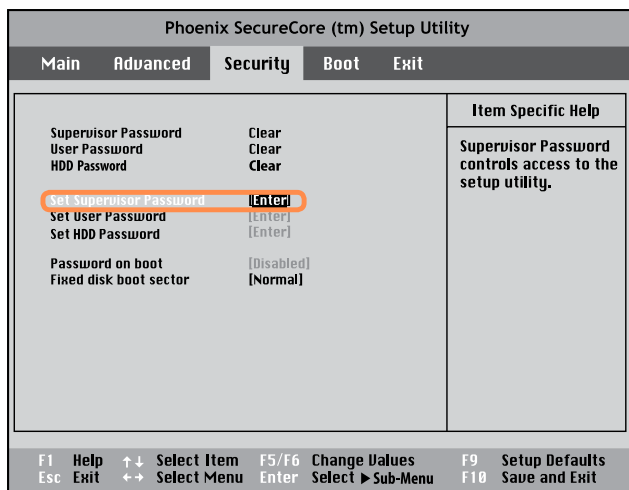 Phoenix SecureCore (tm) Setup Utility
Main Advanced Security Boot Exit
Item Specific Help
Supervisor Password Clear
User Password Clear
HDD Password Clear
Supervisor Password
controls access to the
setup utility.
Set Supervisor Password [Enter]
Set User Password [Enter]
Set HDD Password [Enter]
Password on boot [Disabled]
Fixed disk boot sector [Normal]
F1 Help ↑↓ Select Item F5/F6 Change Values F9 Setup Defaults
Esc Exit ←→ Select Menu Enter Select ▶ Sub-Menu F10 Save and Exit